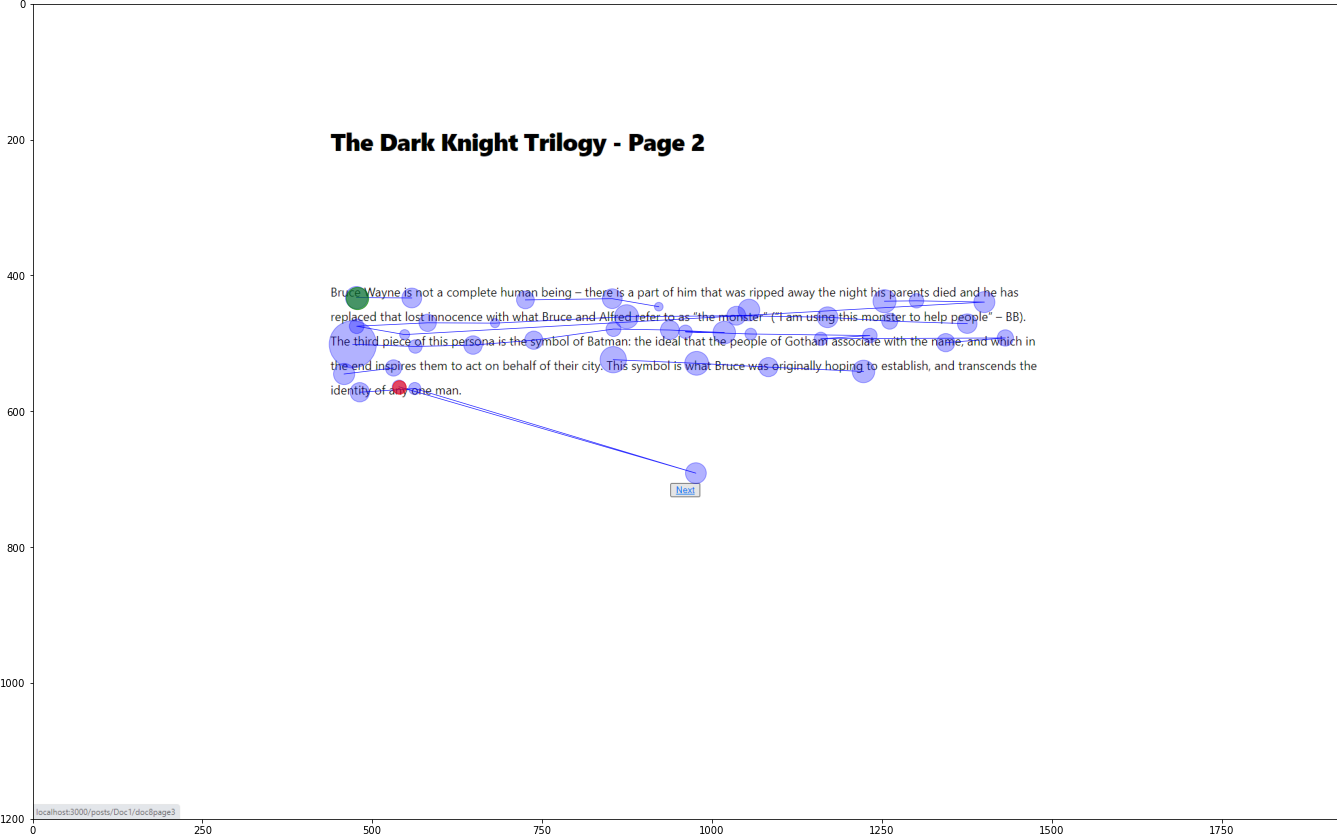 The Dark Knight Trilogy - Page 2
Bruce Wayne is not a complete human being – there is a part of him that was ripped away the night his parents died and he has
replaced that lost innocence with what Bruce and Alfred refer to as “the monster” (“I am using this monster to help people” – BB).
The third piece of this persona is the symbol of Batman: the ideal that the people of Gotham associate with the name, and which in
the end inspires them to act on behalf of their city. This symbol is what Bruce was originally hoping to establish, and transcends the
identity of any one man.
Next
localhost:3000/posts/Doc1/doc8page3
0
200
400
600
800
1000
1200
0 250 500 750 1000 1250 1500 1750